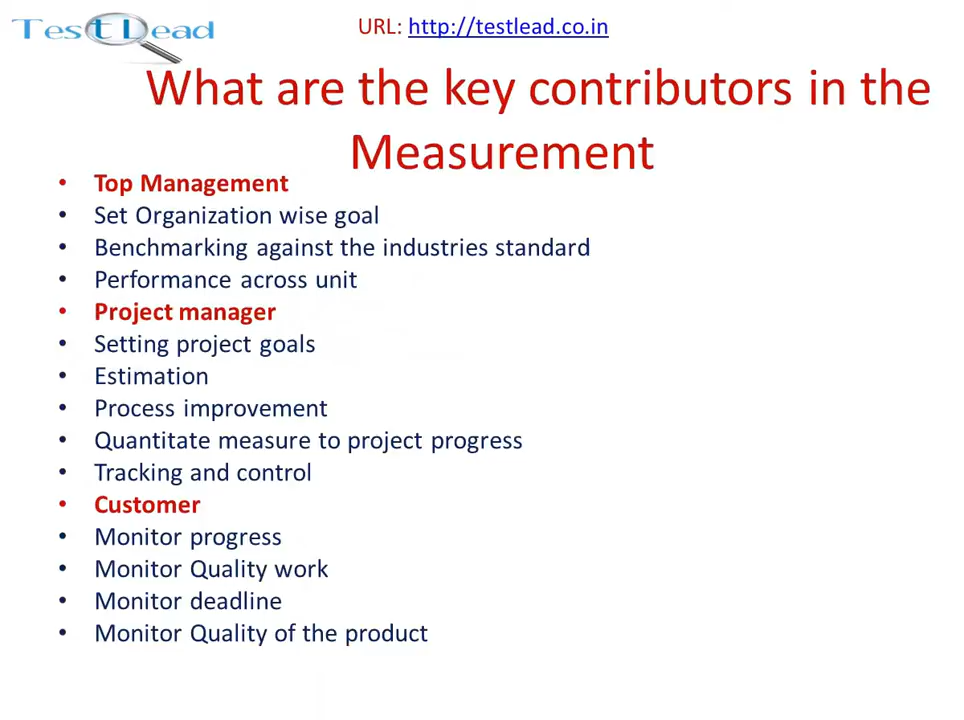 TestLead
URL: http://testlead.co.in
What are the key contributors in the
Measurement
• Top Management
• Set Organization wise goal
• Benchmarking against the industries standard
• Performance across unit
• Project manager
• Setting project goals
• Estimation
• Process improvement
• Quantitate measure to project progress
• Tracking and control
• Customer
• Monitor progress
• Monitor Quality work
• Monitor deadline
• Monitor Quality of the product